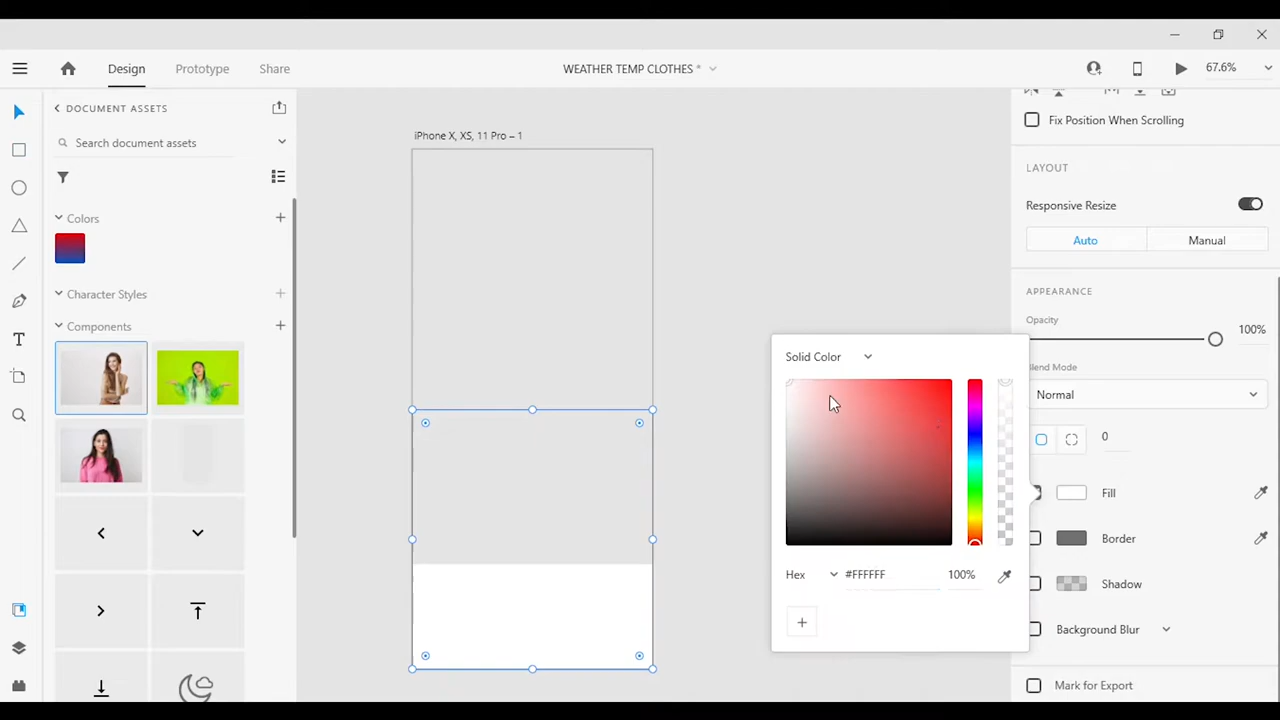 Design
Prototype
Share
WEATHER TEMP CLOTHES *
67.6%
DOCUMENT ASSETS
Search document assets
Colors
Character Styles
Components
iPhone X, XS, 11 Pro – 1
Fix Position When Scrolling
LAYOUT
Responsive Resize
Auto
Manual
APPEARANCE
Opacity
100%
Blend Mode
Normal
0
Fill
Border
Shadow
Background Blur
Mark for Export
Solid Color
Hex
#FFFFFF
100%